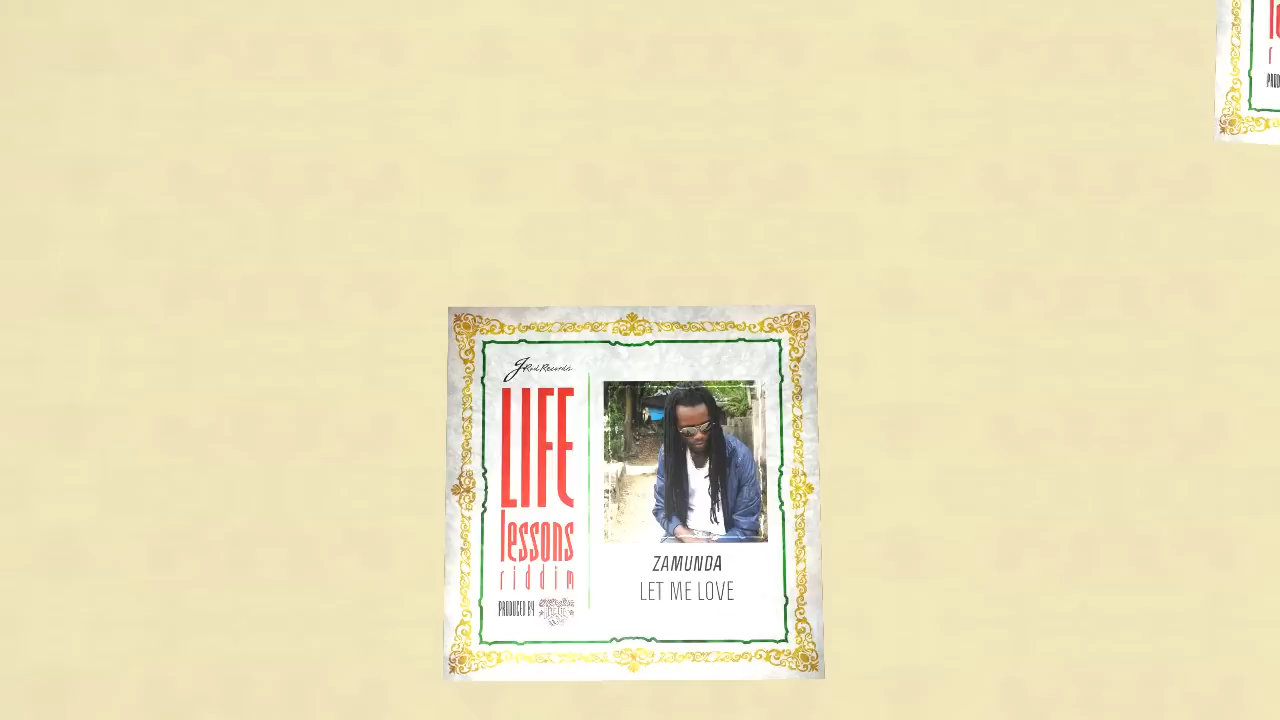 J Rod Records
LIFE
lessons
riddim
PRODUCED BY
ZAMUNDA
LET ME LOVE